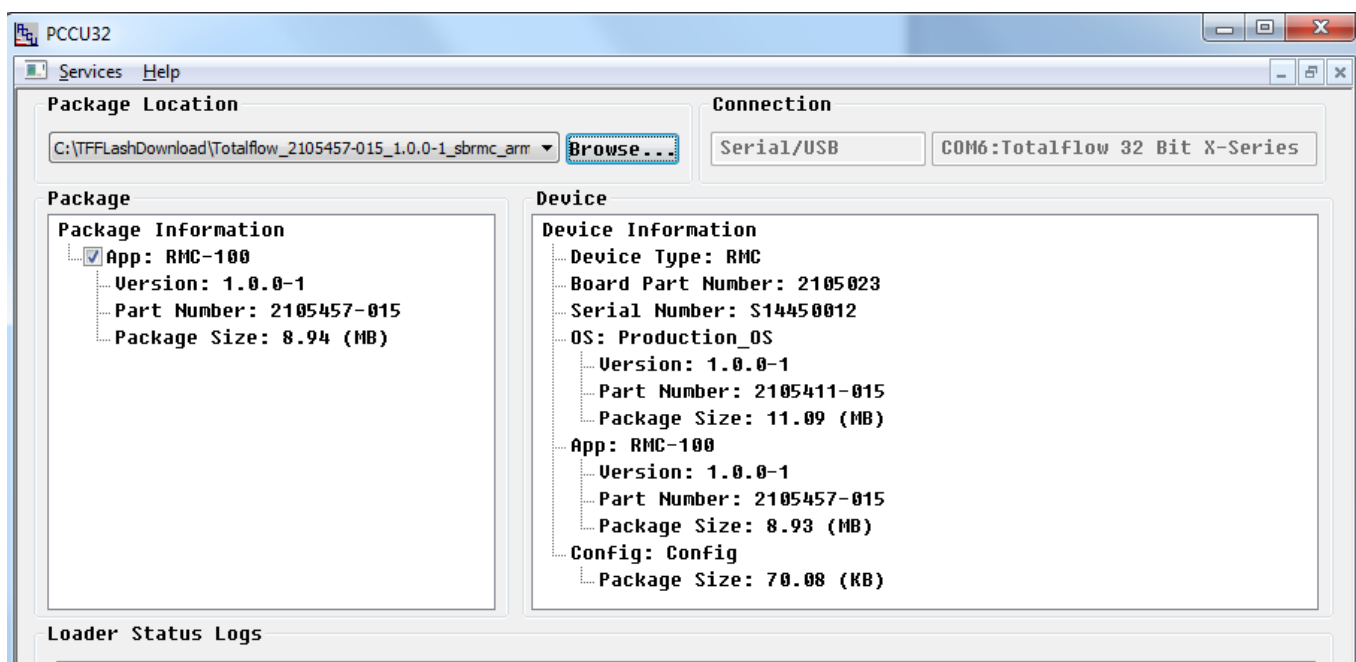 PCCU32
Services Help
Package Location
Connection
C:\TFFLashDownload\Totalflow_2105457-015_1.0.0-1_sbrmc_arm
Browse...
Serial/USB
COM6:Totalflow 32 Bit X-Series
Package
Package Information
App: RMC-100
Version: 1.0.0-1
Part Number: 2105457-015
Package Size: 8.94 (MB)
Device
Device Information
Device Type: RMC
Board Part Number: 2105023
Serial Number: S14450012
OS: Production_OS
Version: 1.0.0-1
Part Number: 2105411-015
Package Size: 11.09 (MB)
App: RMC-100
Version: 1.0.0-1
Part Number: 2105457-015
Package Size: 8.93 (MB)
Config: Config
Package Size: 70.08 (KB)
Loader Status Logs